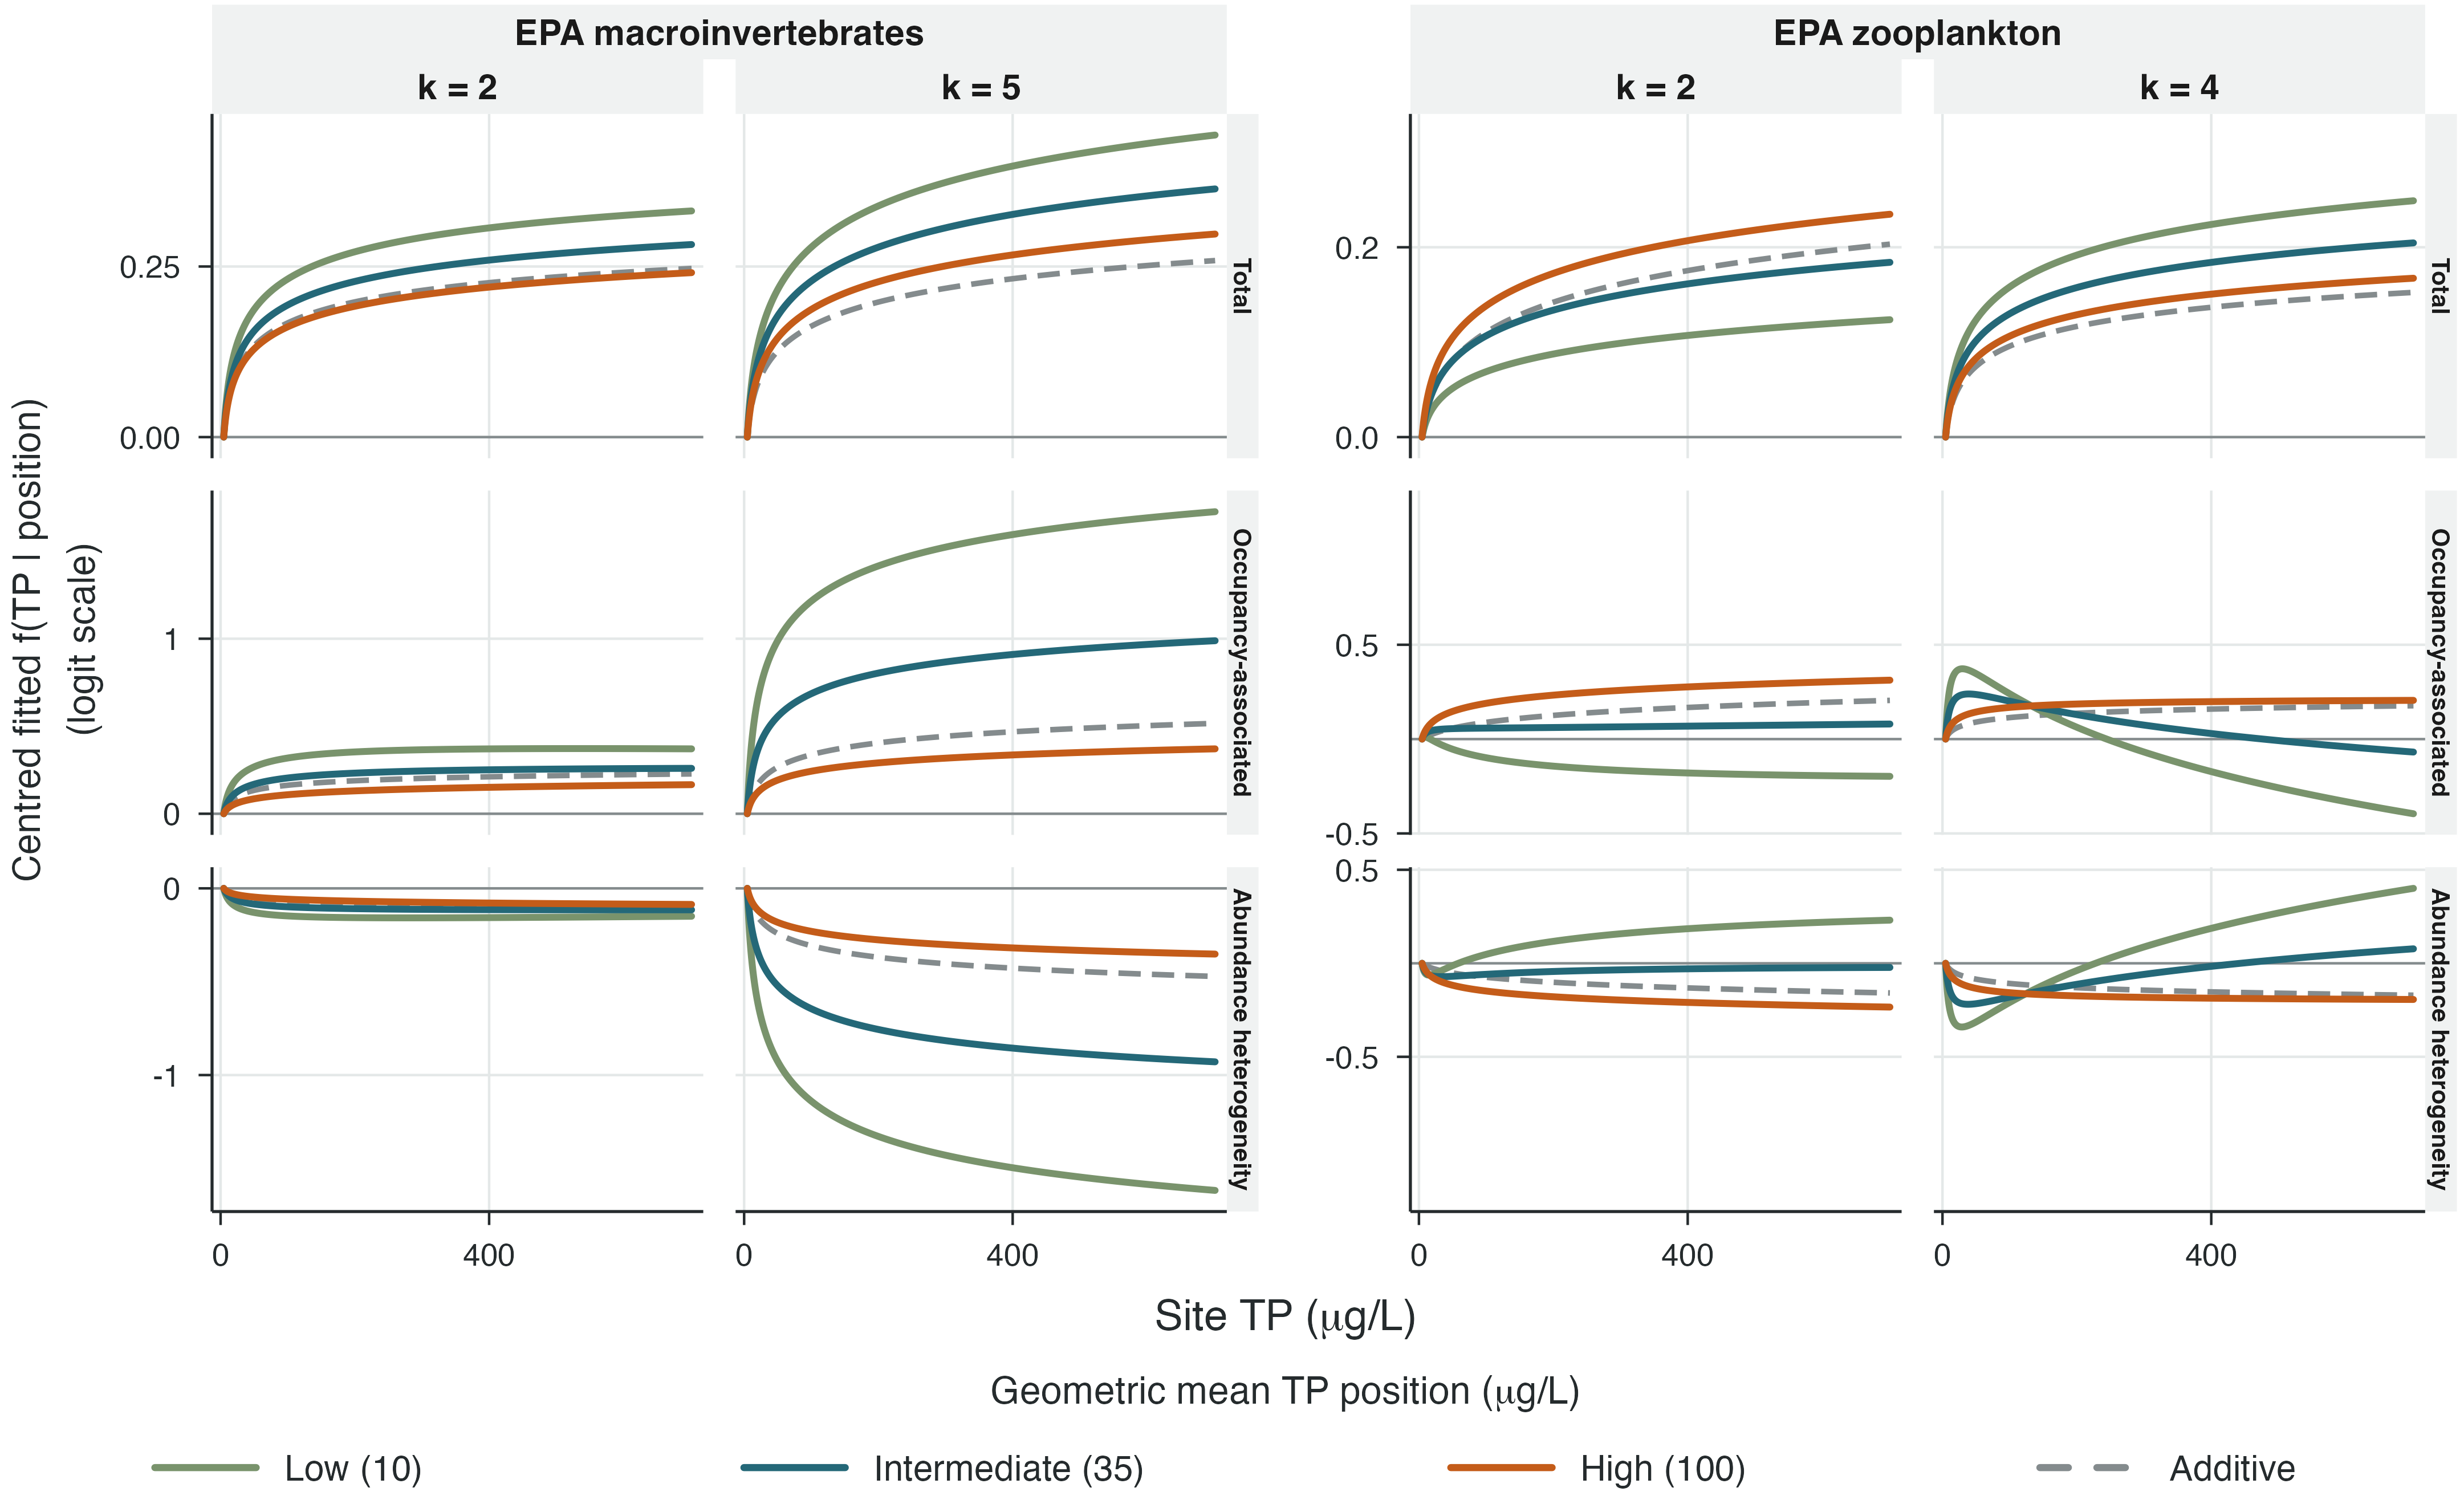 EPA macroinvertebrates
EPA zooplankton
k = 2
k = 5
k = 2
k = 4
Centred fitted f(TP | position)
(logit scale)
0.25
0.00
Total
0.2
0.0
Total
1
0
Occupancy-associated
0.5
-0.5
Occupancy-associated
0
-1
Abundance heterogeneity
0.5
-0.5
Abundance heterogeneity
0
400
0
400
0
400
0
400
Site TP (µg/L)
Geometric mean TP position (µg/L)
Low (10)
Intermediate (35)
High (100)
Additive